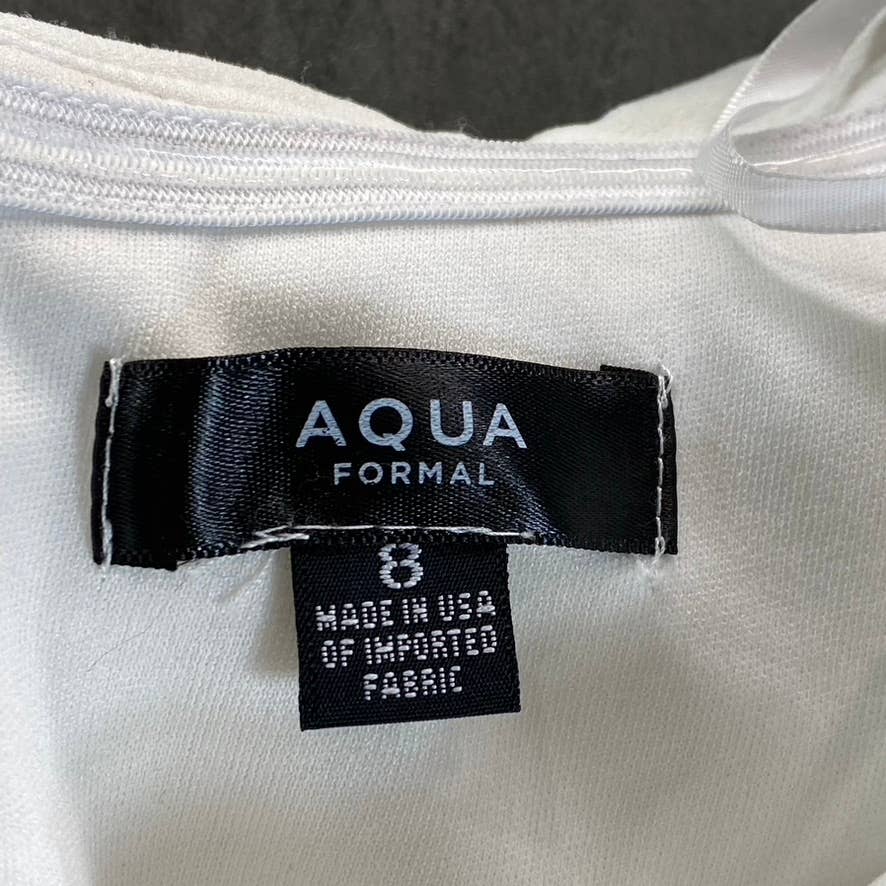 AQUA
FORMAL
8
MADE IN USA
OF IMPORTED
FABRIC